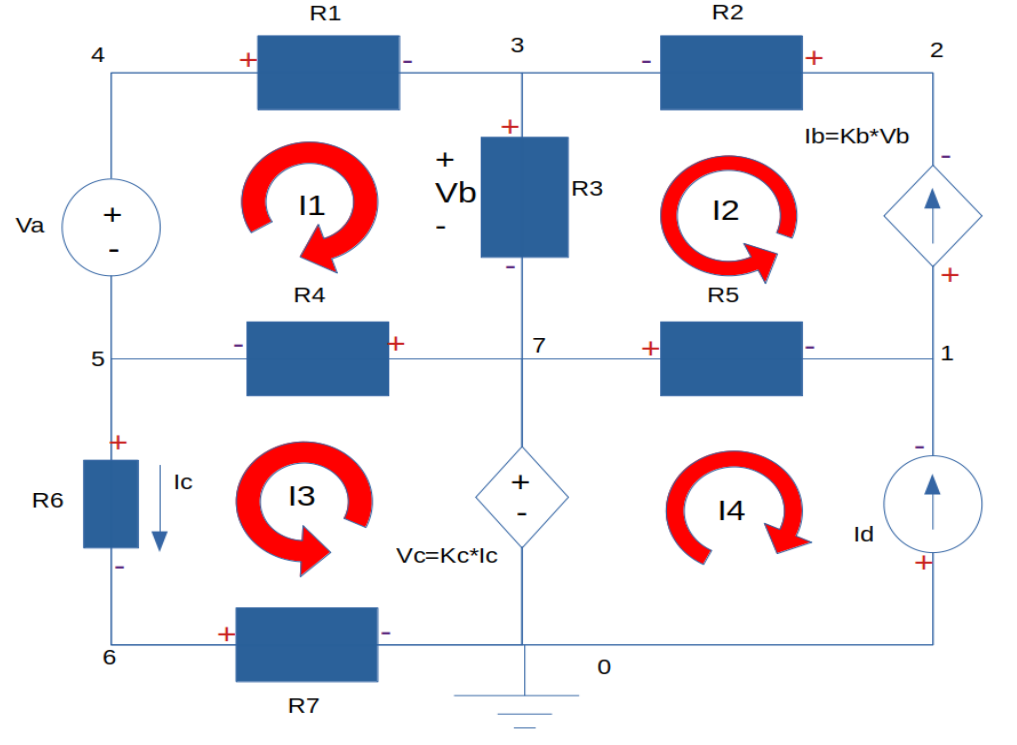 R1
R2
4
3
2
+
-
-
+
Ib=Kb*Vb
+
-
+
Vb
-
R3
I1
I2
Va
+
-
-
+
R4
R5
5
-
+
7
+
-
1
+
R6
Ic
-
I3
+
-
Vc=Kc*Ic
I4
-
Id
+
6
+
-
0
R7